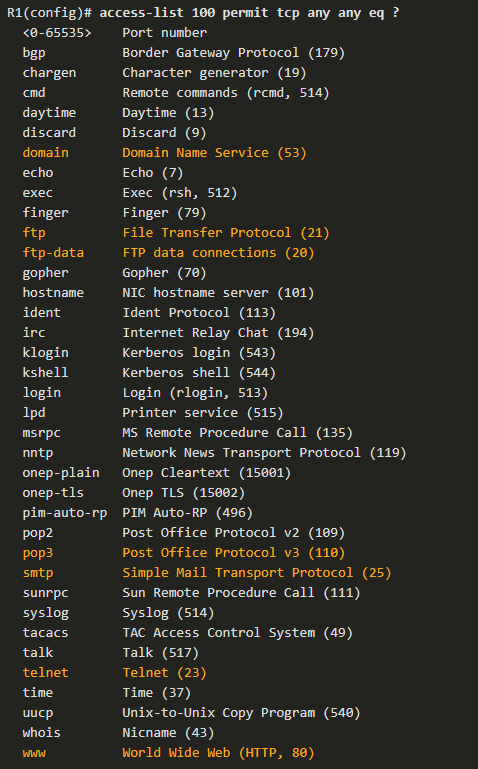 R1(config)# access-list 100 permit tcp any any eq ?
<0-65535> Port number
bgp Border Gateway Protocol (179)
chargen Character generator (19)
cmd Remote commands (rcmd, 514)
daytime Daytime (13)
discard Discard (9)
domain Domain Name Service (53)
echo Echo (7)
exec Exec (rsh, 512)
finger Finger (79)
ftp File Transfer Protocol (21)
ftp-data FTP data connections (20)
gopher Gopher (70)
hostname NIC hostname server (101)
ident Ident Protocol (113)
irc Internet Relay Chat (194)
klogin Kerberos login (543)
kshell Kerberos shell (544)
login Login (rlogin, 513)
lpd Printer service (515)
msrpc MS Remote Procedure Call (135)
nntp Network News Transport Protocol (119)
onep-plain Onep Cleartext (15001)
onep-tls Onep TLS (15002)
pim-auto-rp PIM Auto-RP (496)
pop2 Post Office Protocol v2 (109)
pop3 Post Office Protocol v3 (110)
smtp Simple Mail Transport Protocol (25)
sunrpc Sun Remote Procedure Call (111)
syslog Syslog (514)
tacacs TAC Access Control System (49)
talk Talk (517)
telnet Telnet (23)
time Time (37)
uucp Unix-to-Unix Copy Program (540)
whois Nicname (43)
www World Wide Web (HTTP, 80)